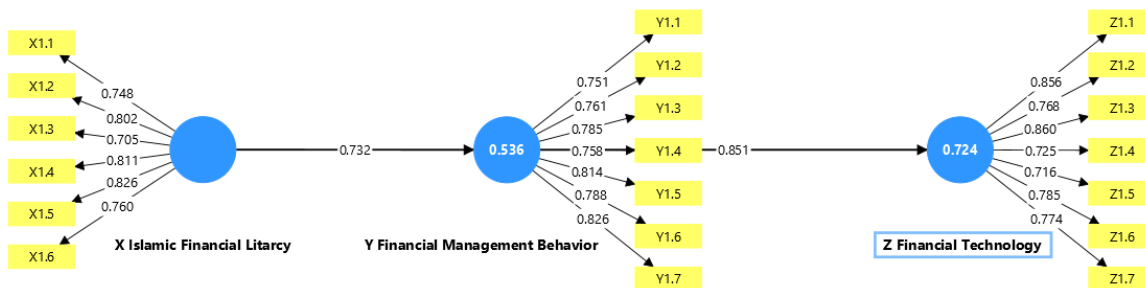 X1.1
X1.2
X1.3
X1.4
X1.5
X1.6
0.748
0.802
0.705
0.811
0.826
0.760
X Islamic Financial Litarcy
0.732
0.536
Y Financial Management Behavior
0.751
0.761
0.785
0.758
0.814
0.788
0.826
Y1.1
Y1.2
Y1.3
Y1.4
Y1.5
Y1.6
Y1.7
0.851
0.724
Z Financial Technology
0.856
0.768
0.860
0.725
0.716
0.785
0.774
Z1.1
Z1.2
Z1.3
Z1.4
Z1.5
Z1.6
Z1.7